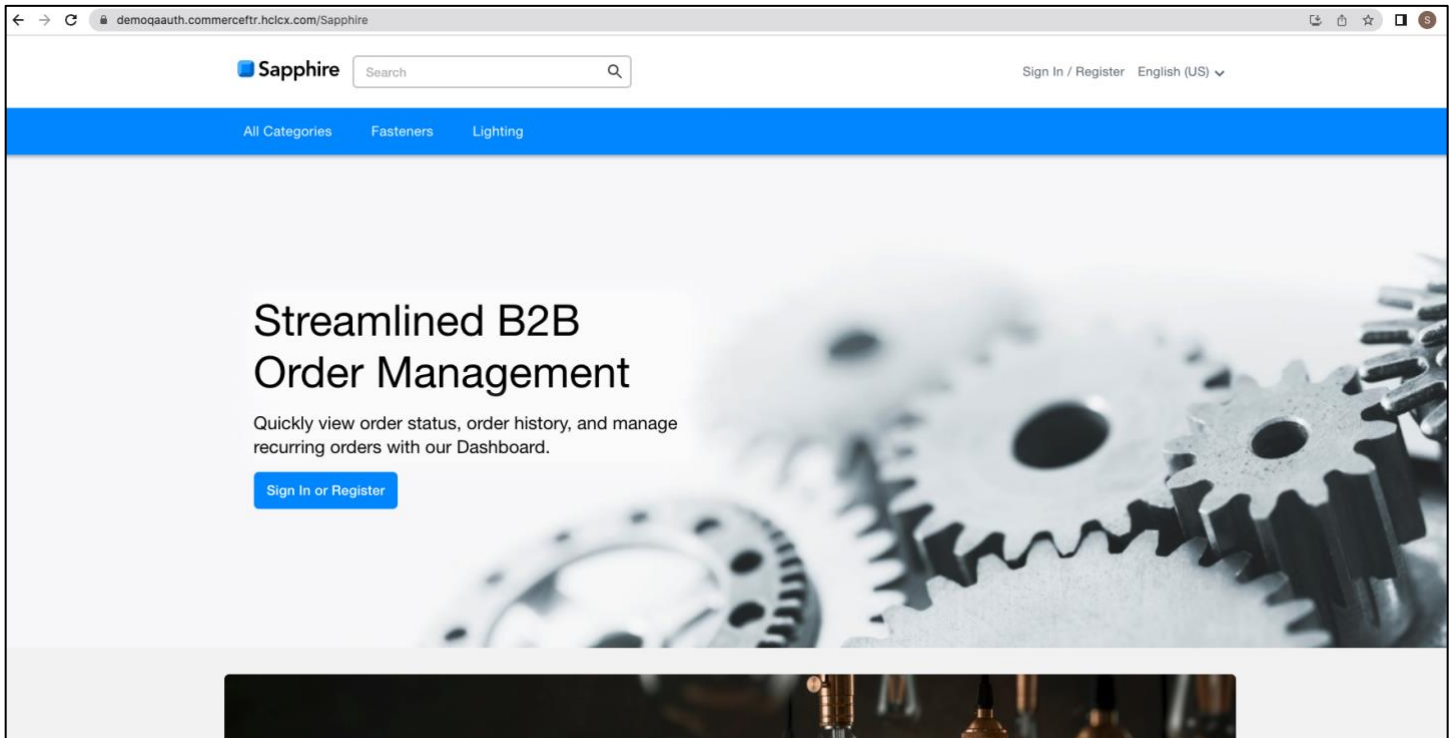 demoqaauth.commerceftr.hclcx.com/Sapphire
S
Sapphire
Search
Sign In / Register
English (US)
All Categories
Fasteners
Lighting
Streamlined B2B
Order Management
Quickly view order status, order history, and manage
recurring orders with our Dashboard.
Sign In or Register